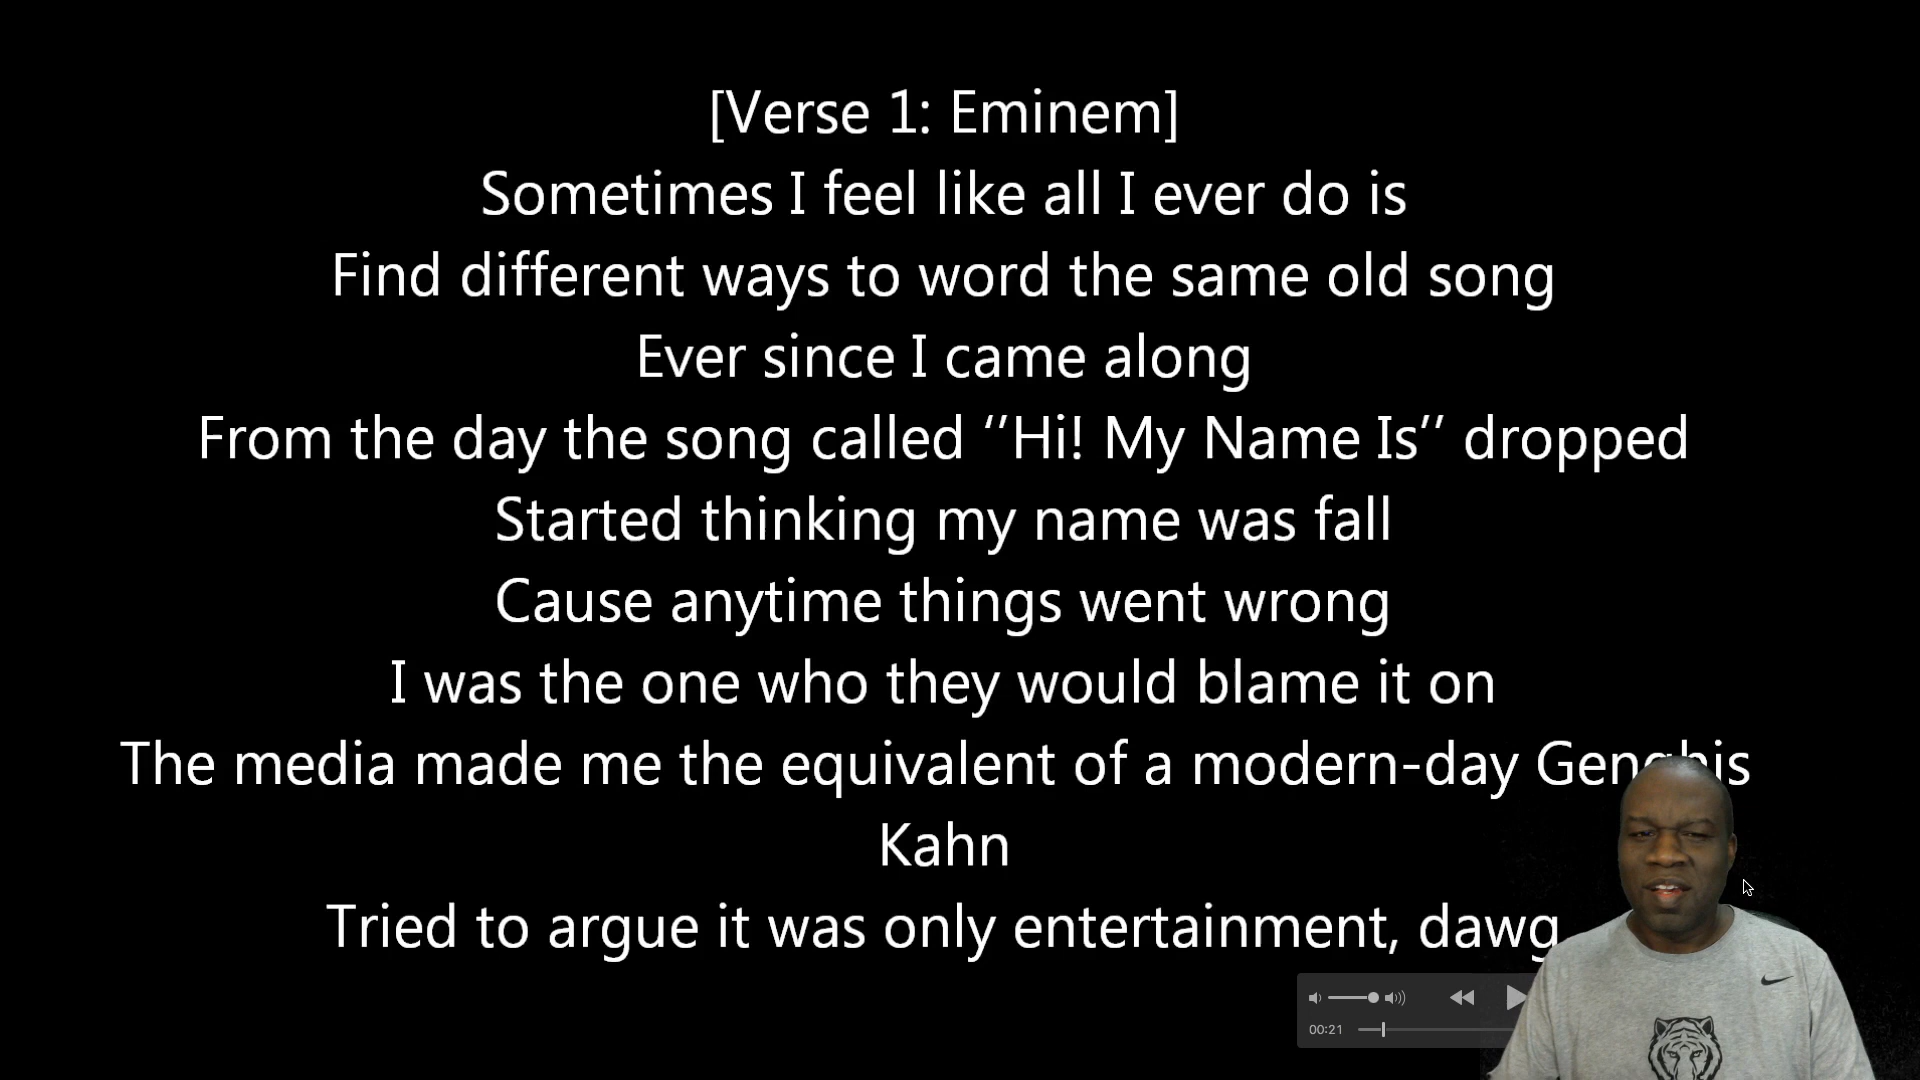 [Verse 1: Eminem]
Sometimes I feel like all I ever do is
Find different ways to word the same old song
Ever since I came along
From the day the song called ‘’Hi! My Name Is’’ dropped
Started thinking my name was fall
Cause anytime things went wrong
I was the one who they would blame it on
The media made me the equivalent of a modern-day Genghis
Kahn
Tried to argue it was only entertainment, dawg
00:21